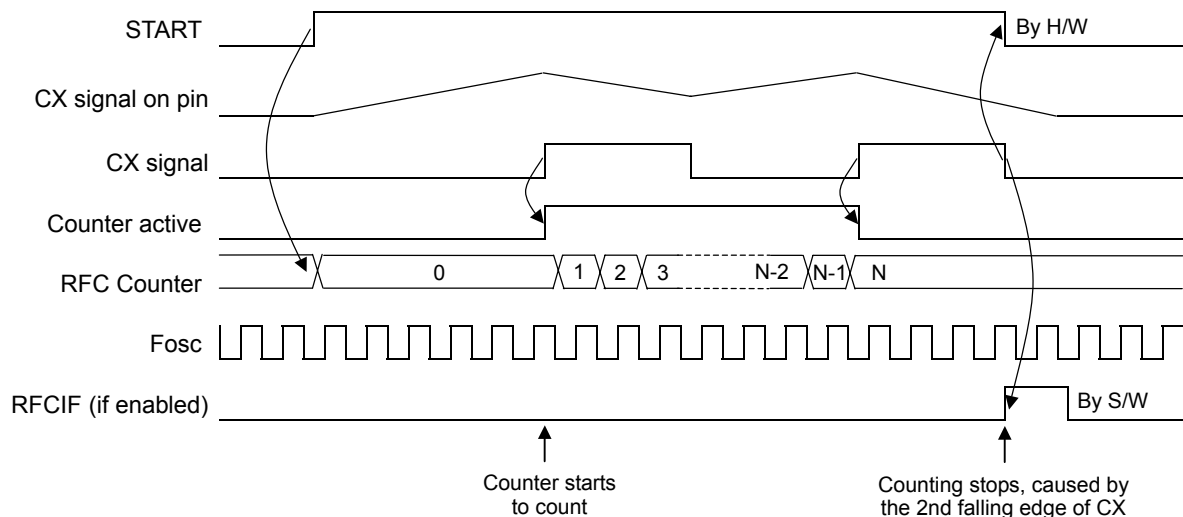 START
By H/W
CX signal on pin
CX signal
Counter active
RFC Counter
0
1
2
3
N-2
N-1
N
Fosc
RFCIF (if enabled)
By S/W
Counter starts
to count
Counting stops, caused by
the 2nd falling edge of CX